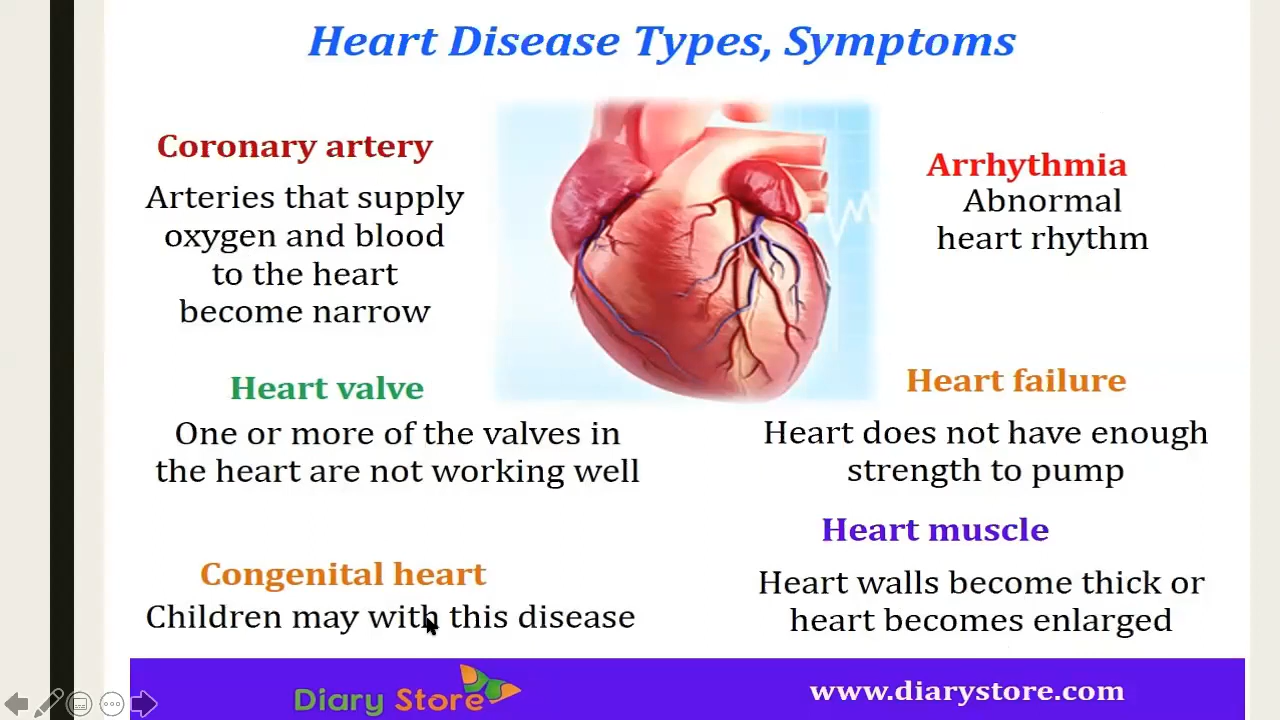 Heart Disease Types, Symptoms
Coronary artery
Arteries that supply
oxygen and blood
to the heart
become narrow
Arrhythmia
Abnormal
heart rhythm
Heart valve
One or more of the valves in
the heart are not working well
Heart failure
Heart does not have enough
strength to pump
Congenital heart
Children may with this disease
Heart muscle
Heart walls become thick or
heart becomes enlarged
Diary Store
www.diarystore.com